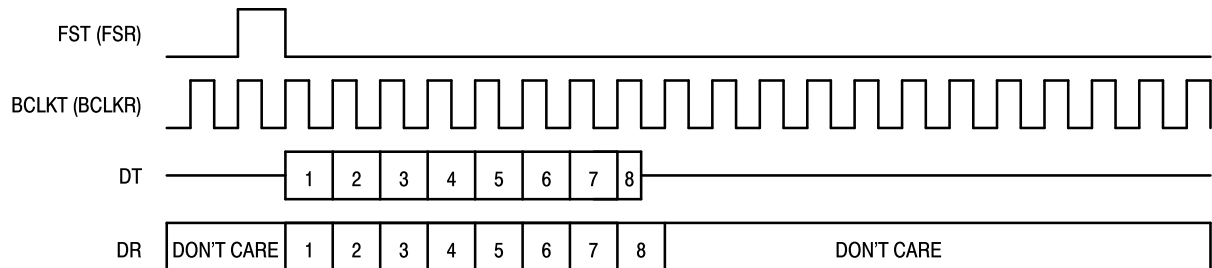 FST (FSR)
BCLKT (BCLKR)
DT 1 2 3 4 5 6 7 8
DR DON'T CARE 1 2 3 4 5 6 7 8 DON'T CARE